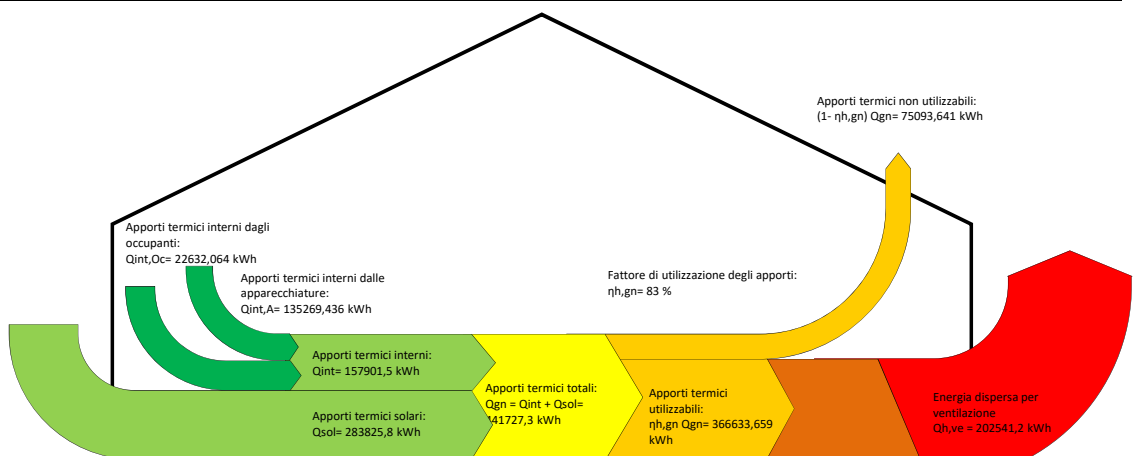 Apporti termici non utilizzabili:
(1- ηh,gn) Qgn= 75093,641 kWh
Apporti termici interni dagli
occupanti:
Qint,Oc= 22632,064 kWh
Apporti termici interni dalle
apparecchiature:
Qint,A= 135269,436 kWh
Fattore di utilizzazione degli apporti:
ηh,gn= 83 %
Apporti termici interni:
Qint= 157901,5 kWh
Apporti termici solari:
Qsol= 283825,8 kWh
Apporti termici totali:
Qgn = Qint + Qsol=
441727,3 kWh
Apporti termici
utilizzabili:
ηh,gn Qgn= 366633,659
kWh
Energia dispersa per
ventilazione
Qh,ve = 202541,2 kWh